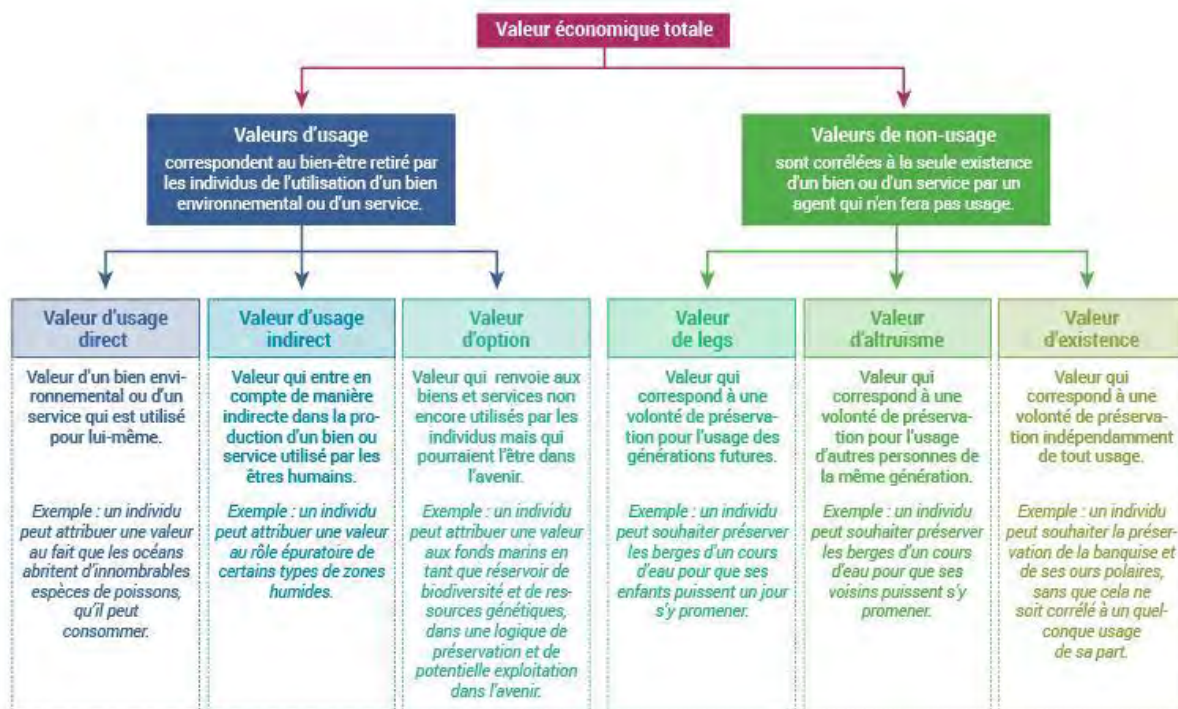 Valeur économique totale
Valeurs d'usage
correspondent au bien-être retiré par
les individus de l'utilisation d'un bien
environnemental ou d'un service.
Valeurs de non-usage
sont corrélées à la seule existence
d'un bien ou d'un service par un
agent qui n'en fera pas usage.
Valeur d'usage
direct
Valeur d'un bien envi-
ronnemental ou d'un
service qui est utilisé
pour lui-même.
Exemple : un individu
peut attribuer une valeur
au fait que les océans
abritent d'innombrables
espèces de poissons,
qu'il peut
consommer.
Valeur d'usage
indirect
Valeur qui entre en
compte de manière
indirecte dans la pro-
duction d'un bien ou
service utilisé par les
êtres humains.
Exemple : un individu
peut attribuer une valeur
au rôle épuratoire de
certains types de zones
humides.
Valeur
d'option
Valeur qui renvoie aux
biens et services non
encore utilisés par les
individus mais qui
pourraient l'être dans
l'avenir.
Exemple : un individu
peut attribuer une valeur
aux fonds marins en
tant que réservoir de
biodiversité et de res-
sources génétiques,
dans une logique de
préservation et de
potentielle exploitation
dans l'avenir.
Valeur
de legs
Valeur qui
correspond à une
volonté de préserva-
tion pour l'usage des
générations futures.
Exemple : un individu
peut souhaiter préserver
les berges d'un cours
d'eau pour que ses
enfants puissent un jour
s'y promener.
Valeur
d'altruisme
Valeur qui
correspond à une
volonté de préserva-
tion pour l'usage
d'autres personnes de
la même génération.
Exemple : un individu
peut souhaiter préserver
les berges d'un cours
d'eau pour que ses
voisins puissent s'y
promener.
Valeur
d'existence
Valeur qui
correspond à une
volonté de préserva-
tion indépendamment
de tout usage.
Exemple : un individu
peut souhaiter la préser-
vation de la banquise et
de ses ours polaires,
sans que cela ne
soit corrélé à un quel-
conque usage
de sa part.